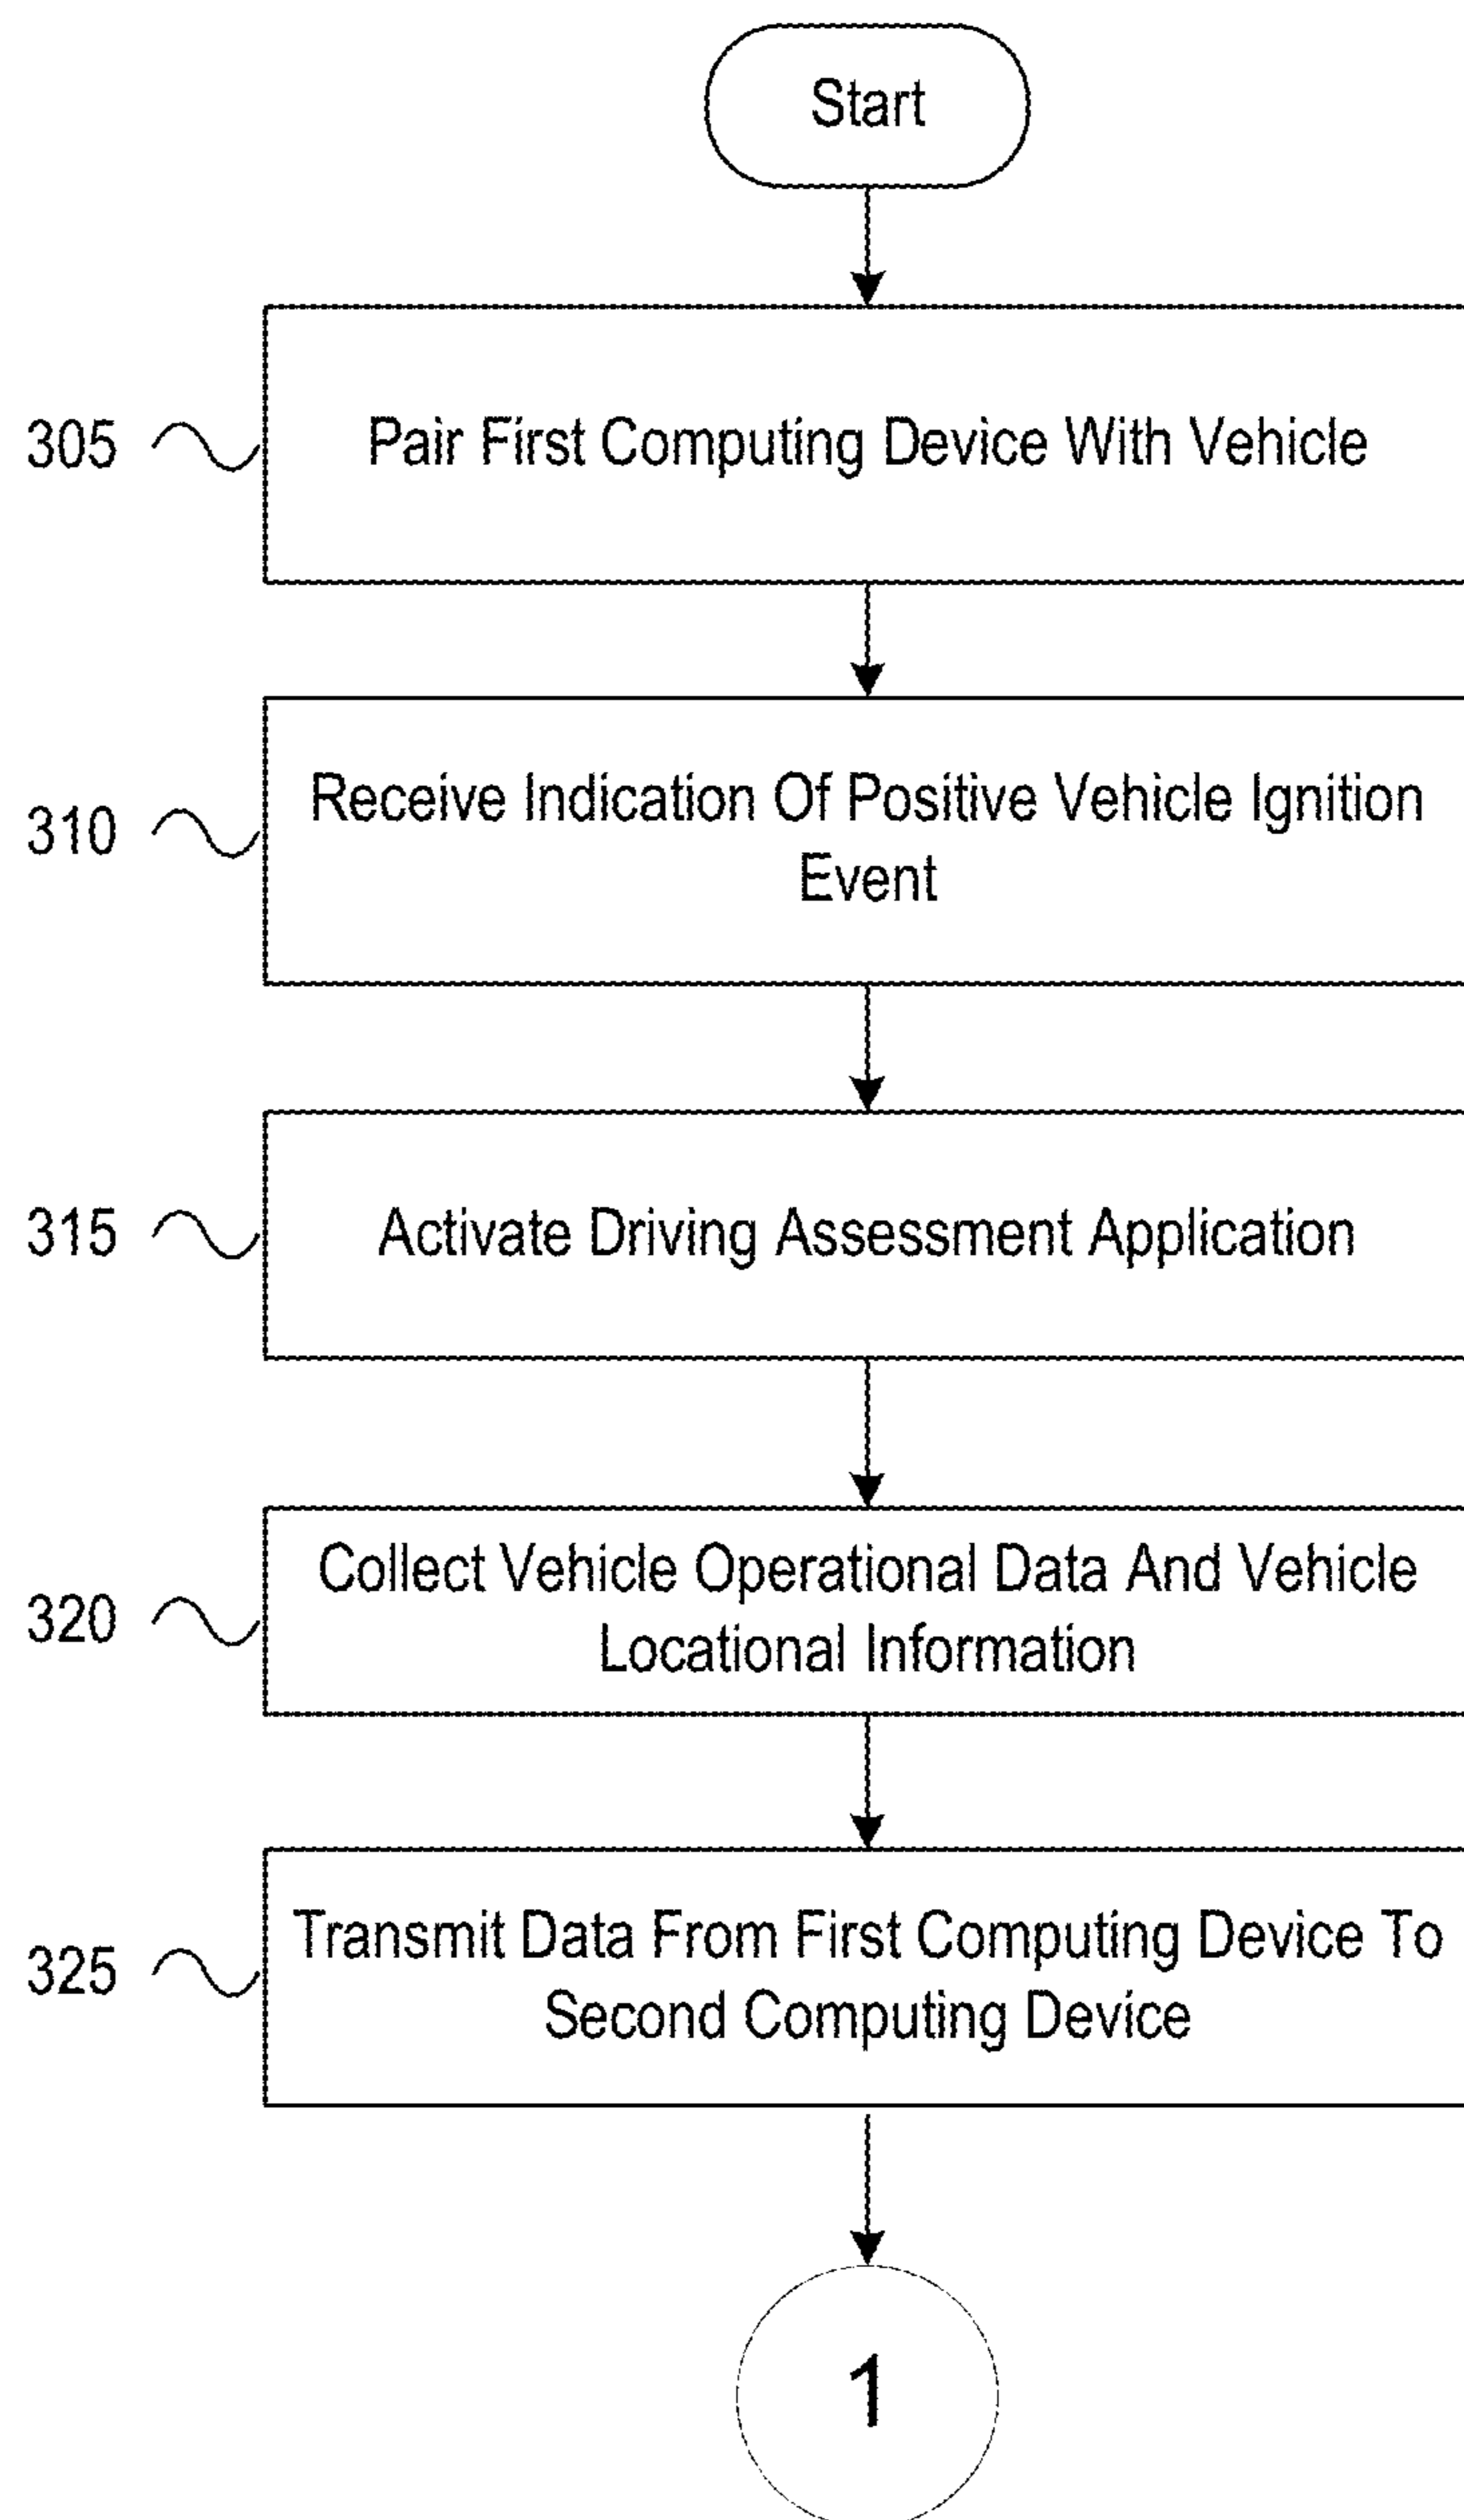 Start
305
Pair First Computing Device With Vehicle
310
Receive Indication Of Positive Vehicle Ignition
Event
315
Activate Driving Assessment Application
320
Collect Vehicle Operational Data And Vehicle
Locational Information
325
Transmit Data From First Computing Device To
Second Computing Device
1